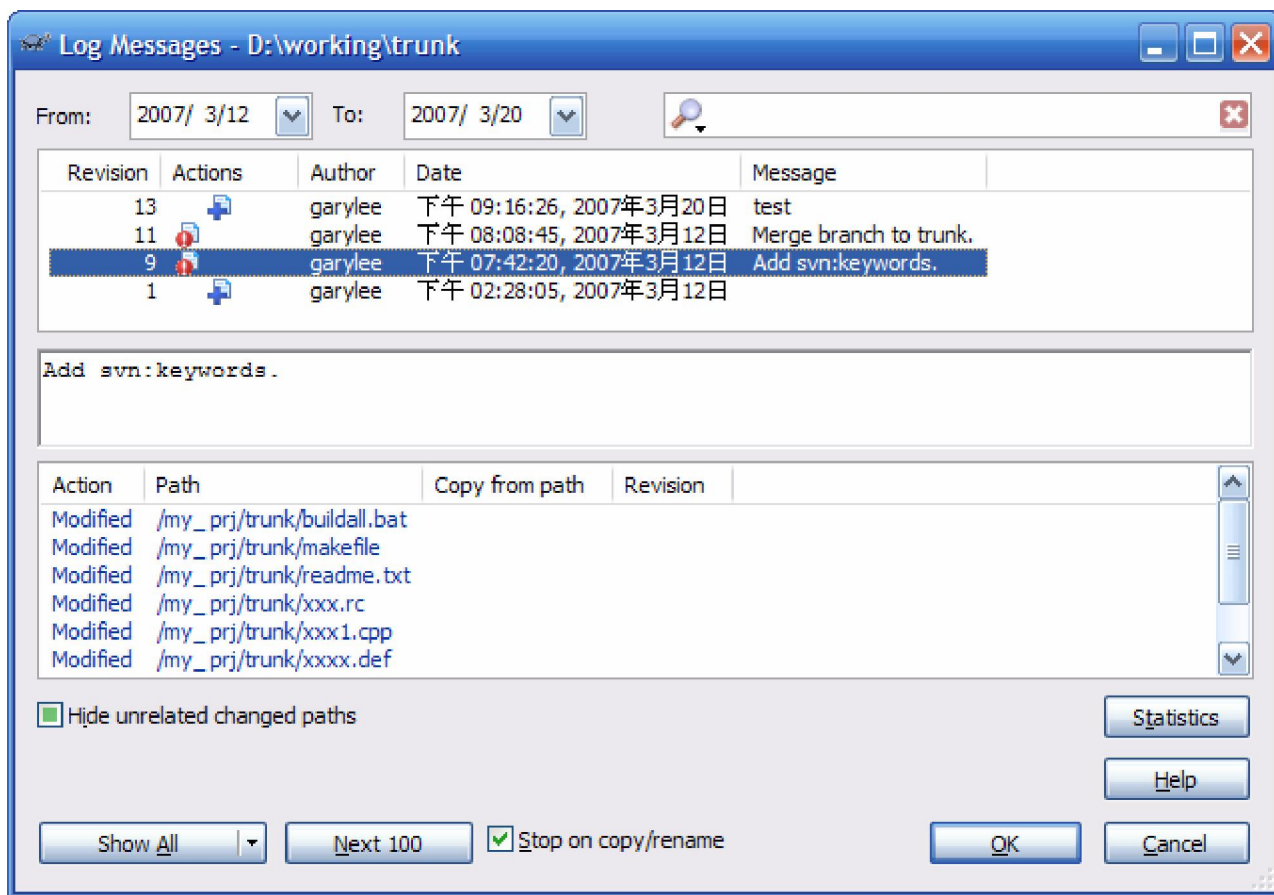 Log Messages - D:\working\trunk
From: 2007/ 3/12 To: 2007/ 3/20
Revision Actions Author Date Message
13 garylee 下午 09:16:26, 2007年3月20日 test
11 garylee 下午 08:08:45, 2007年3月12日 Merge branch to trunk.
9 garylee 下午 07:42:20, 2007年3月12日 Add svn:keywords.
1 garylee 下午 02:28:05, 2007年3月12日
Add svn:keywords.
Action Path Copy from path Revision
Modified /my_prj/trunk/buildall.bat
Modified /my_prj/trunk/makefile
Modified /my_prj/trunk/readme.txt
Modified /my_prj/trunk/xxx.rc
Modified /my_prj/trunk/xxx1.cpp
Modified /my_prj/trunk/xxxx.def
Hide unrelated changed paths Statistics
Help
Show All Next 100 Stop on copy/rename OK Cancel